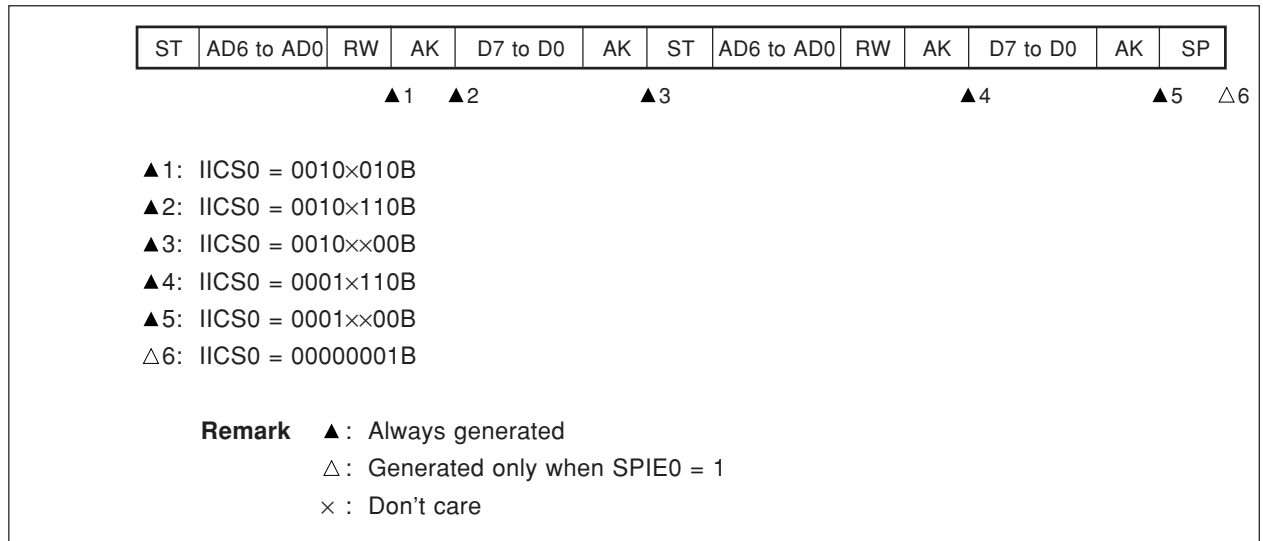 ST AD6 to AD0 RW AK D7 to D0 AK ST AD6 to AD0 RW AK D7 to D0 AK SP
▲1 ▲2 ▲3 ▲4 ▲5 △6
▲1: IICS0 = 0010×010B
▲2: IICS0 = 0010×110B
▲3: IICS0 = 0010××00B
▲4: IICS0 = 0001×110B
▲5: IICS0 = 0001××00B
△6: IICS0 = 00000001B
Remark ▲: Always generated
△: Generated only when SPIE0 = 1
×: Don't care